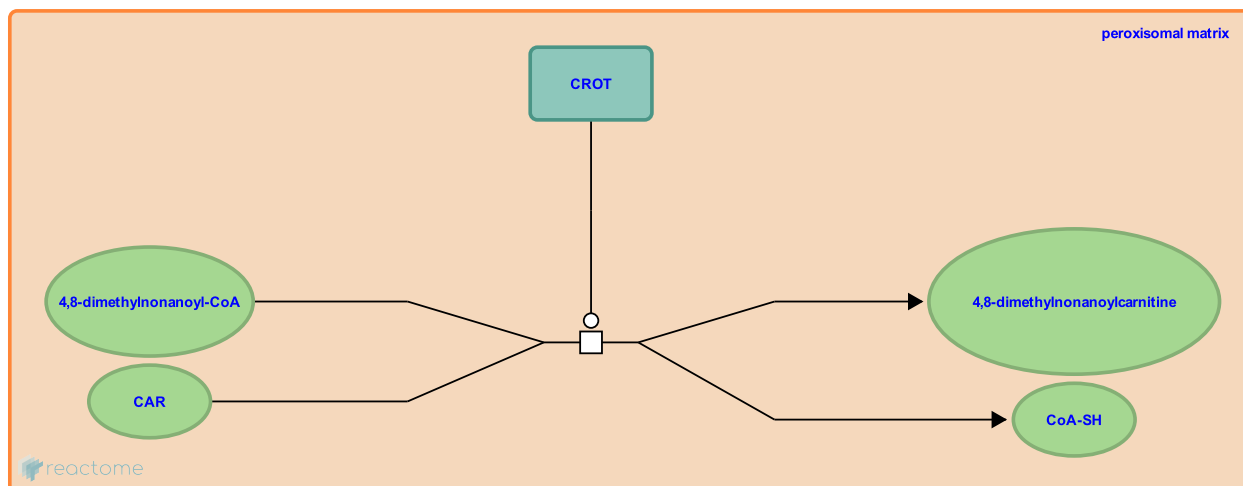 peroxisomal matrix
CROT
4,8-dimethylnonanoyl-CoA
4,8-dimethylnonanoylcarnitine
CAR
CoA-SH
reactome